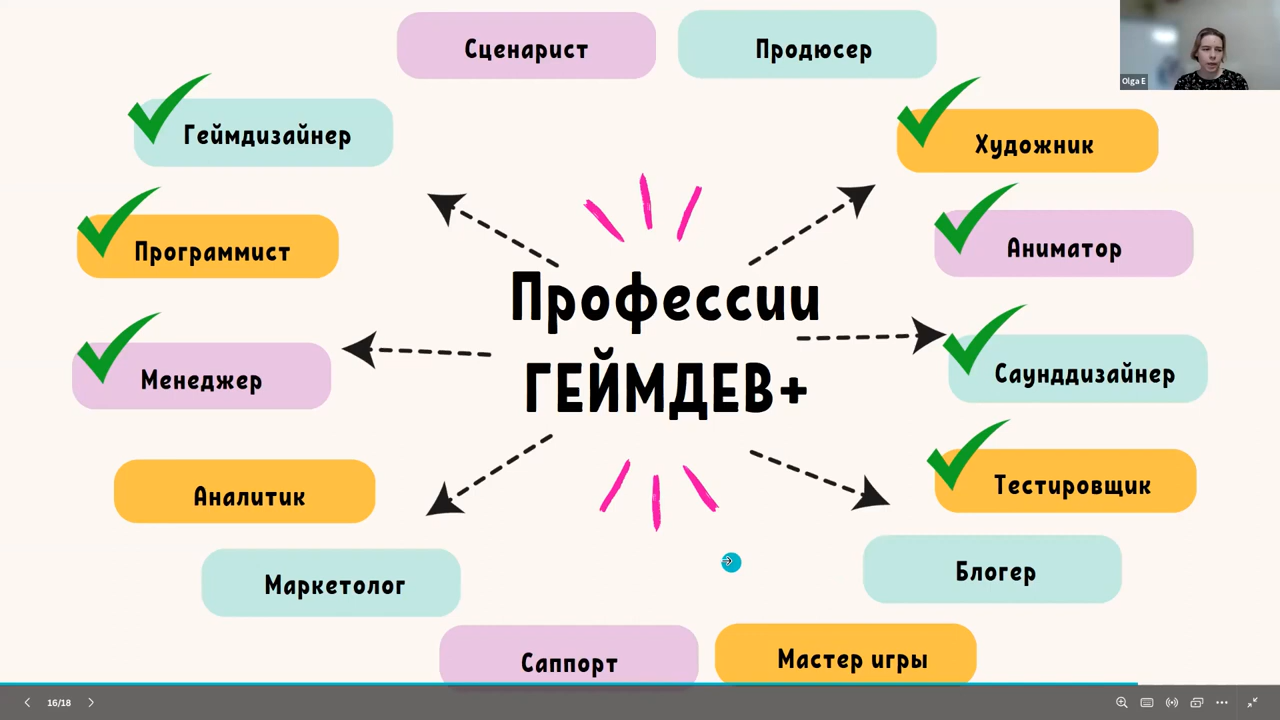 Сценарист
Продюсер
Olga E
Геймдизайнер
Художник
Программист
Аниматор
Профессии
ГЕЙМДЕВ+
Менеджер
Саунддизайнер
Аналитик
Тестировщик
Маркетолог
Блогер
Саппорт
Мастер игры
16/18